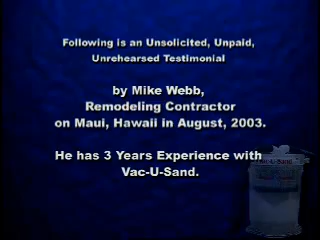 Following is an Unsolicited, Unpaid,
Unrehearsed Testimonial
by Mike Webb,
Remodeling Contractor
on Maui, Hawaii in August, 2003.
He has 3 Years Experience with
Vac-U-Sand.